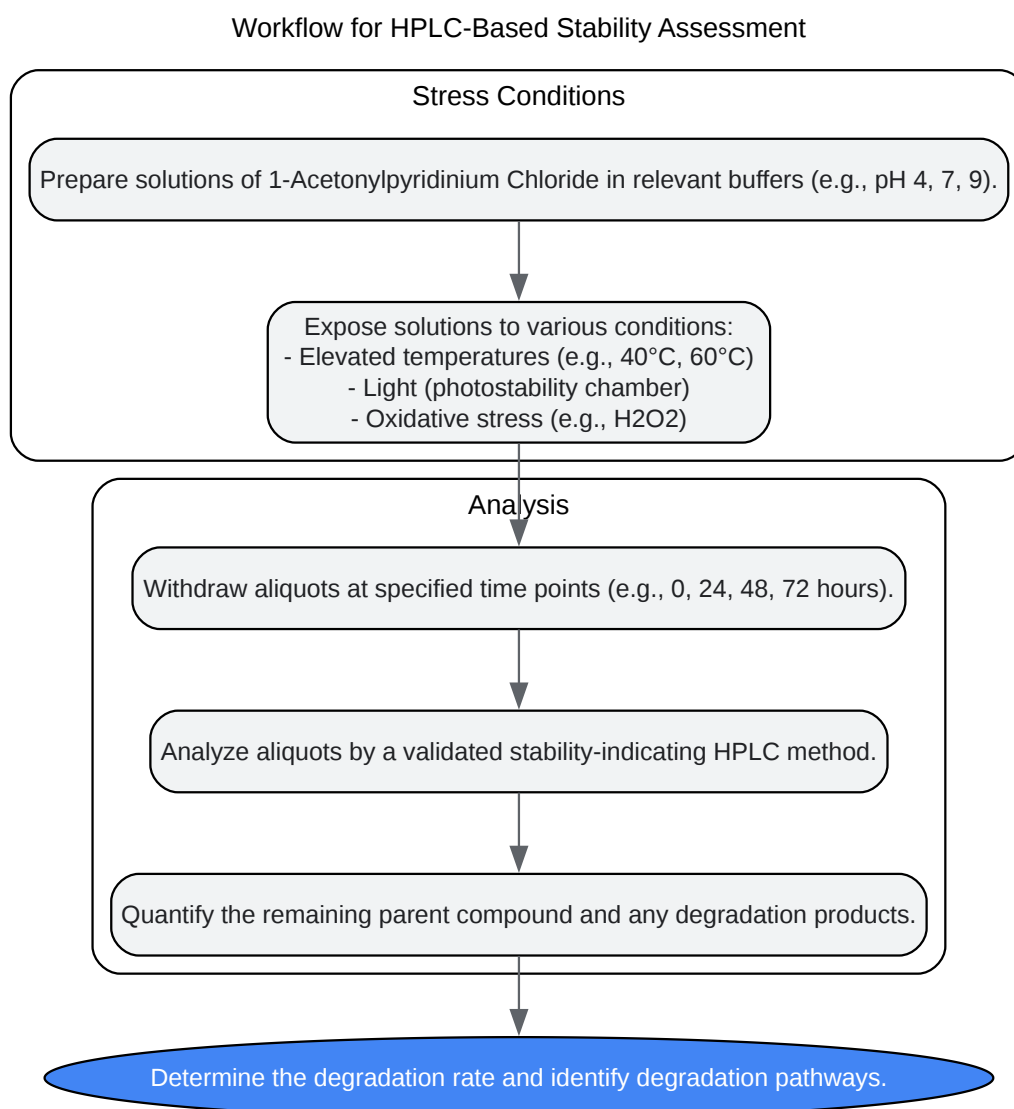 Workflow for HPLC-Based Stability Assessment
Stress Conditions
Prepare solutions of 1-Acetonylpyridinium Chloride in relevant buffers (e.g., pH 4, 7, 9).
Expose solutions to various conditions:
- Elevated temperatures (e.g., 40°C, 60°C)
- Light (photostability chamber)
- Oxidative stress (e.g., H2O2)
Analysis
Withdraw aliquots at specified time points (e.g., 0, 24, 48, 72 hours).
Analyze aliquots by a validated stability-indicating HPLC method.
Quantify the remaining parent compound and any degradation products.
Determine the degradation rate and identify degradation pathways.